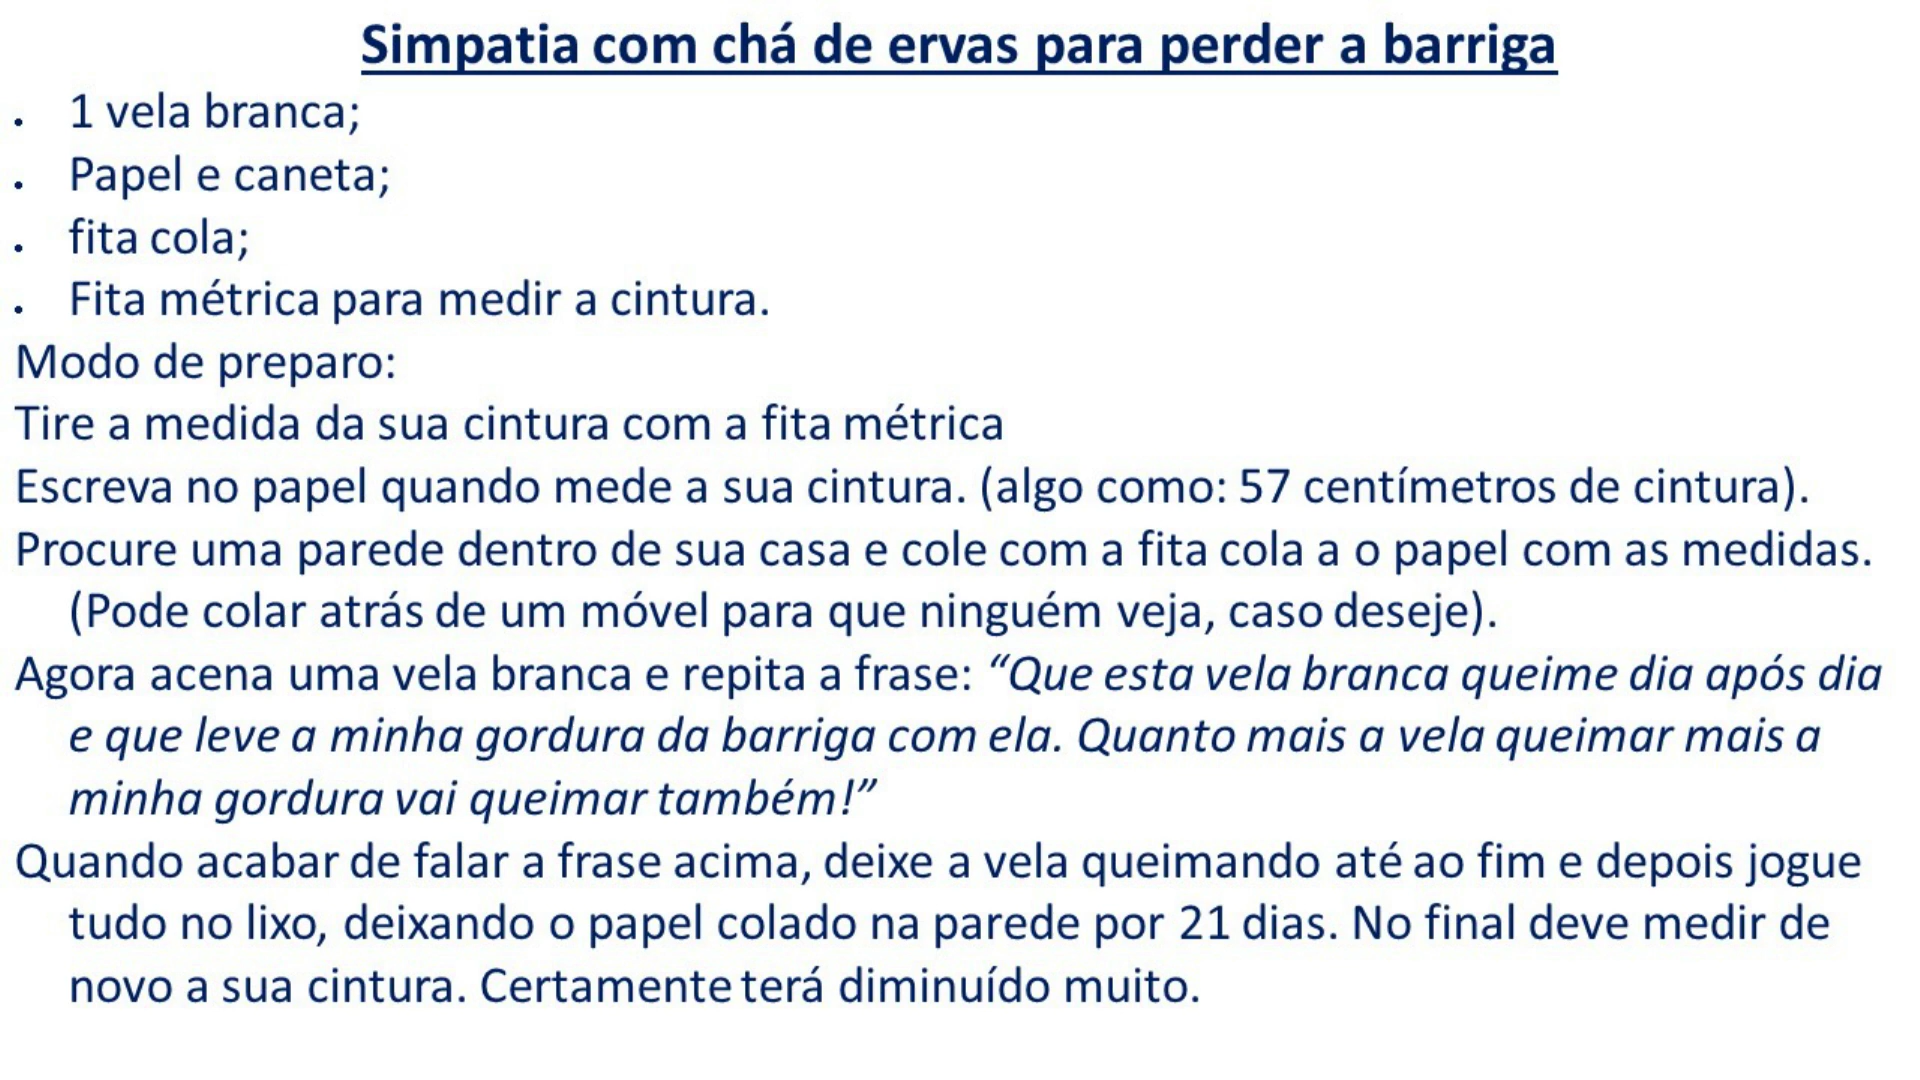 Simpatia com chá de ervas para perder a barriga
• 1 vela branca;
• Papel e caneta;
• fita cola;
• Fita métrica para medir a cintura.
Modo de preparo:
Tire a medida da sua cintura com a fita métrica
Escreva no papel quando mede a sua cintura. (algo como: 57 centímetros de cintura).
Procure uma parede dentro de sua casa e cole com a fita cola a o papel com as medidas.
(Pode colar atrás de um móvel para que ninguém veja, caso deseje).
Agora acena uma vela branca e repita a frase: “Que esta vela branca queime dia após dia
e que leve a minha gordura da barriga com ela. Quanto mais a vela queimar mais a
minha gordura vai queimar também!”
Quando acabar de falar a frase acima, deixe a vela queimando até ao fim e depois jogue
tudo no lixo, deixando o papel colado na parede por 21 dias. No final deve medir de
novo a sua cintura. Certamente terá diminuído muito.